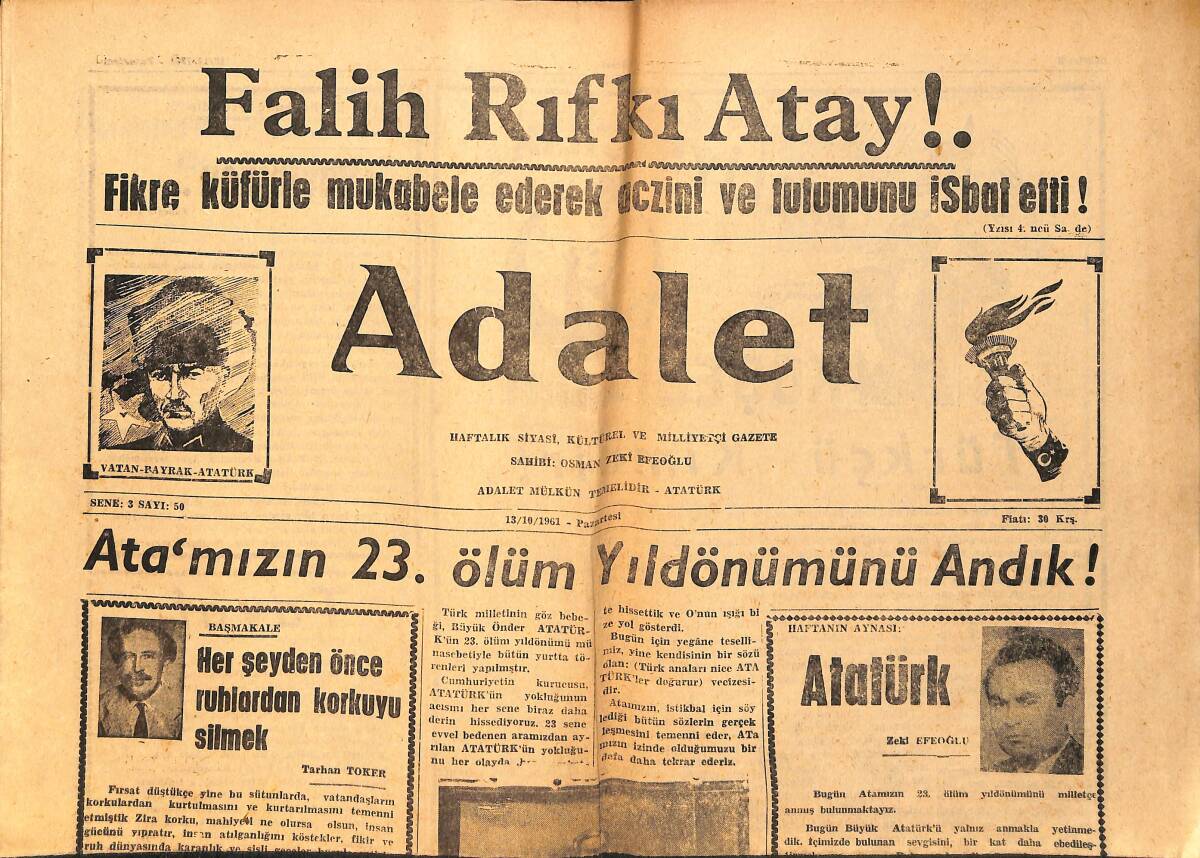 Falih Rıfkı Atay!.
Fikre küfürle mukabele ederek aczini ve tutumunu iSbat etti !
(Yzısı 4. ncü Sa. de)
VATAN-BAYRAK-ATATÜRK
Adalet
HAFTALIK SİYASİ, KÜLTÜREL VE MİLLİYETÇİ GAZETE
SAHİBİ: OSMAN ZEKİ EFEOĞLU
ADALET MÜLKÜN TEMELİDİR - ATATÜRK
SENE: 3 SAYI: 50
13/10/1961 - Pazartesi
Fiatı: 30 Krş.
Ata'mızın 23. ölüm Yıldönümünü Andık !
BAŞMAKALE
Her şeyden önce
ruhlardan korkuyu
silmek
Tarhan TOKER
Fırsat düştükçe yine bu sütunlarda, vatandaşların
korkulardan kurtulmasını ve kurtarılmasını temenni
etmiştik Zira korku, mahiyeti ne olursa olsun, insan
gücünü yıpratır, insan atılganlığını köstekler, fikir ve
ruh dünyasında karanlık ve sisli
Türk milletinin göz bebe
ği, Büyük Önder ATATÜR-
K'ün 23. ölüm yıldönümü mü
nasebetiyle bütün yurtta tö-
renleri yapılmıştır.
Cumhuriyetin kurucusu,
ATATÜRK'ün yokluğunun
acısını her sene biraz daha
derin hissediyoruz. 23 sene
evvel bedenen aramızdan ay-
rılan ATATÜRK'ün yokluğu-
nu her olayda
te hissettik ve O'nun ışığı bi
ze yol gösterdi.
Bugün için yegâne teselli-
miz, yine kendisinin bir sözü
olan: (Türk anaları nice ATA
TÜRK'ler doğurur) vecizesi-
dir.
Atamızın, istikbal için söy
lediği bütün sözlerin gerçek
leşmesini temenni eder, ATa
mızın izinde olduğumuzu bir
defa daha tekrar ederiz.
HAFTANIN AYNASI:
Atatürk
Zeki EFEOĞLU
Bugün Atamızın 23. ölüm yıldönümünü milletçe
anmış bulunmaktayız.
Bugün Büyük Atatürk'ü yalnız anmakla yetinme-
dik. İçimizde bulunan sevgisini, bir kat daha ebedileş-